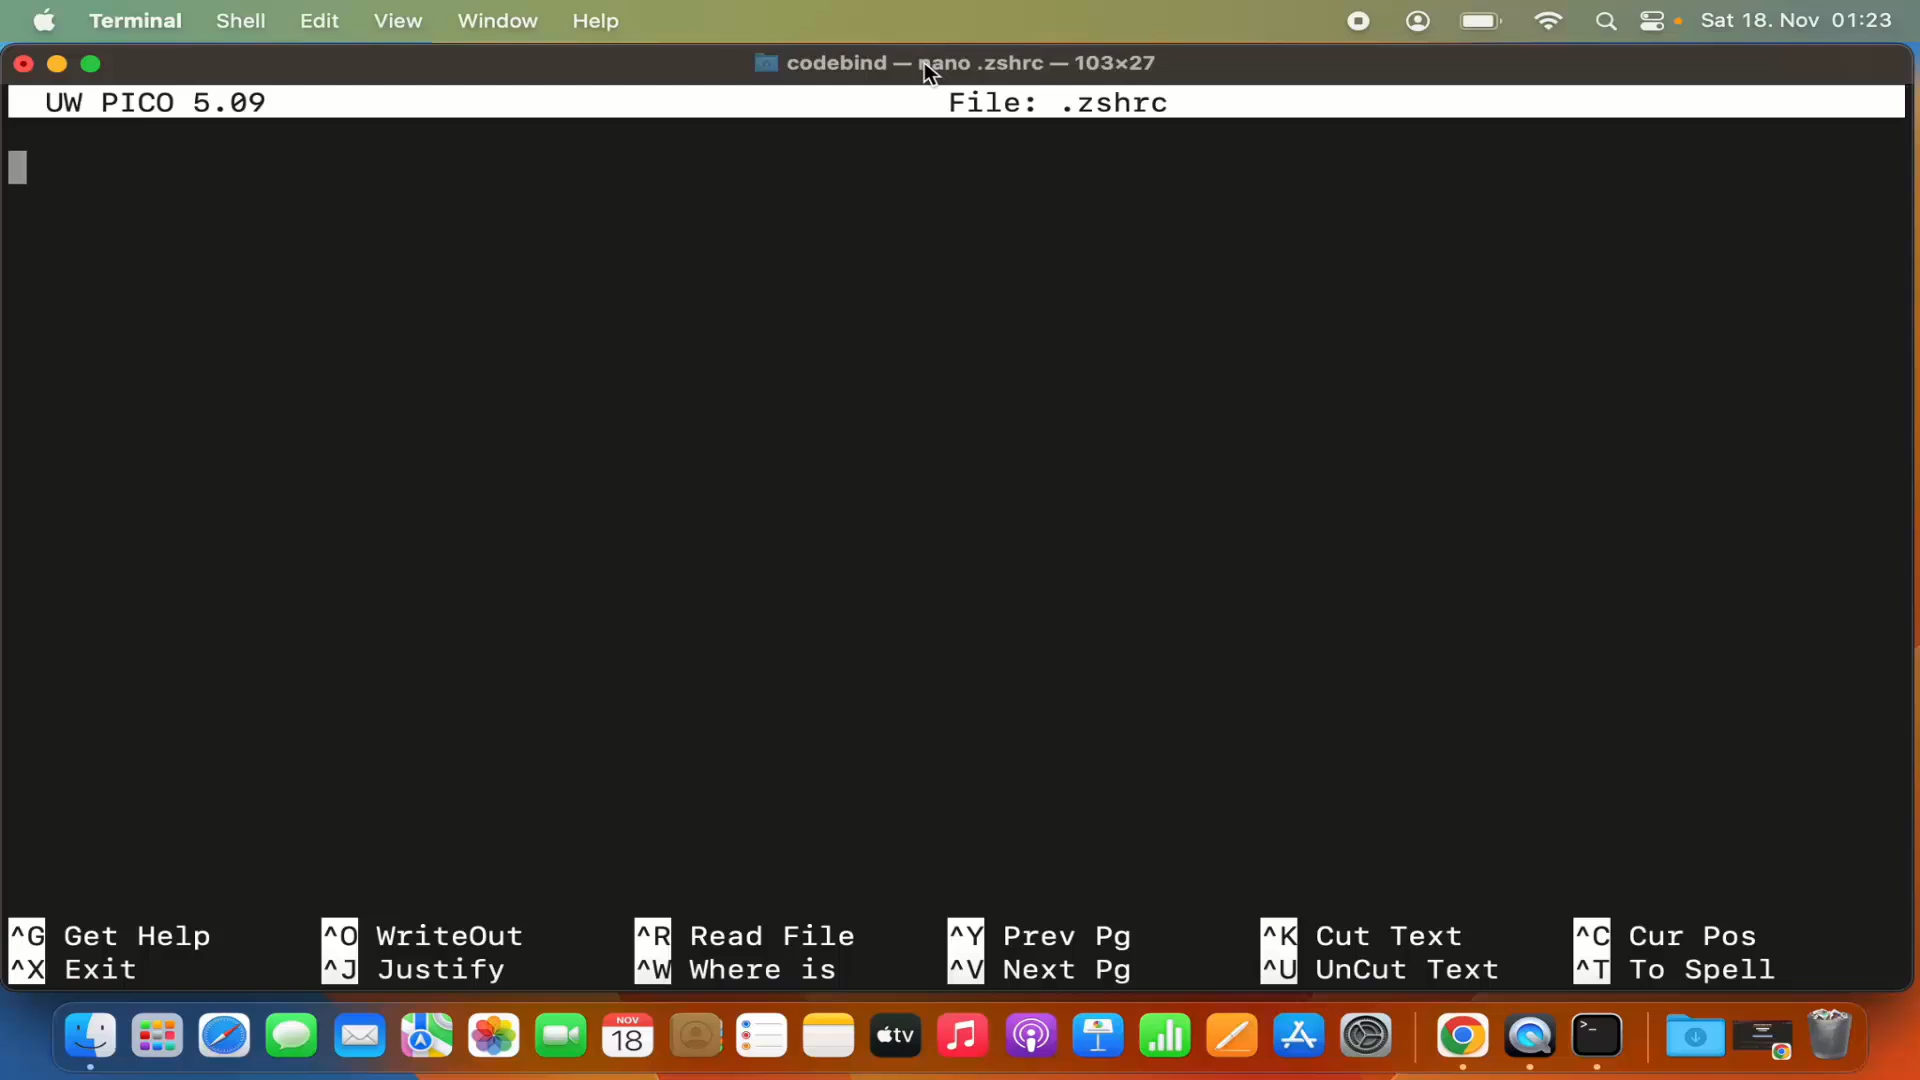 Terminal Shell Edit View Window Help Sat 18. Nov 01:23
codebind — nano .zshrc — 103×27
UW PICO 5.09 File: .zshrc
^G Get Help ^O WriteOut ^R Read File ^Y Prev Pg ^K Cut Text ^C Cur Pos
^X Exit ^J Justify ^W Where is ^V Next Pg ^U UnCut Text ^T To Spell
NOV
18
tv
>_